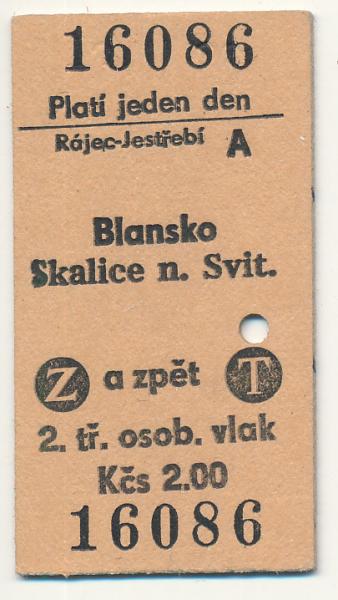 16086
Platí jeden den
Rájec-Jestřebí A
Blansko
Skalice n. Svit.
Z a zpět T
2. tř. osob. vlak
Kčs 2.00
16086